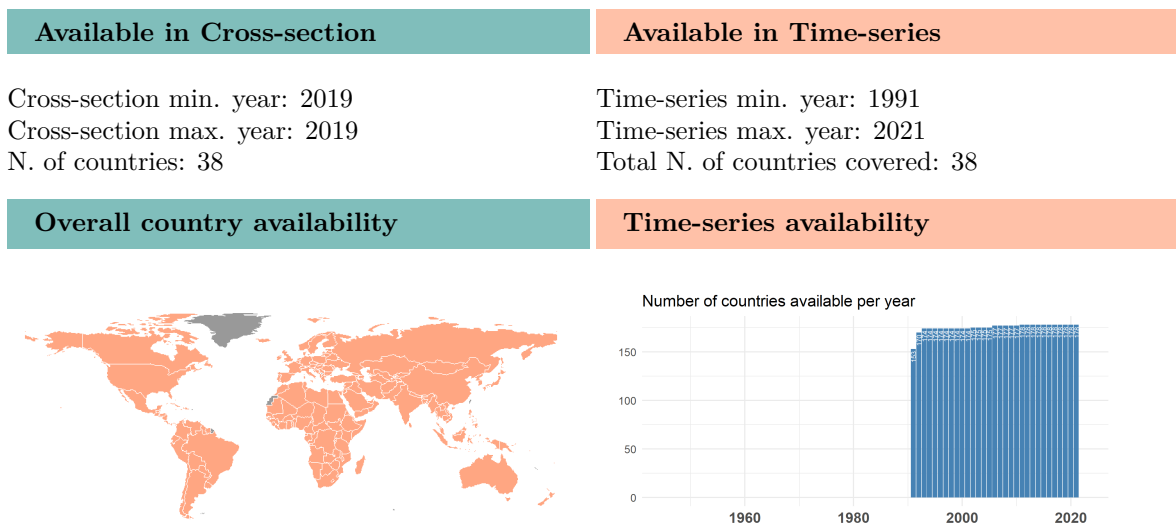 Available in Cross-section
Cross-section min. year: 2019
Cross-section max. year: 2019
N. of countries: 38
Available in Time-series
Time-series min. year: 1991
Time-series max. year: 2021
Total N. of countries covered: 38
Overall country availability
Time-series availability
Number of countries available per year
150
100
50
0
1960 1980 2000 2020